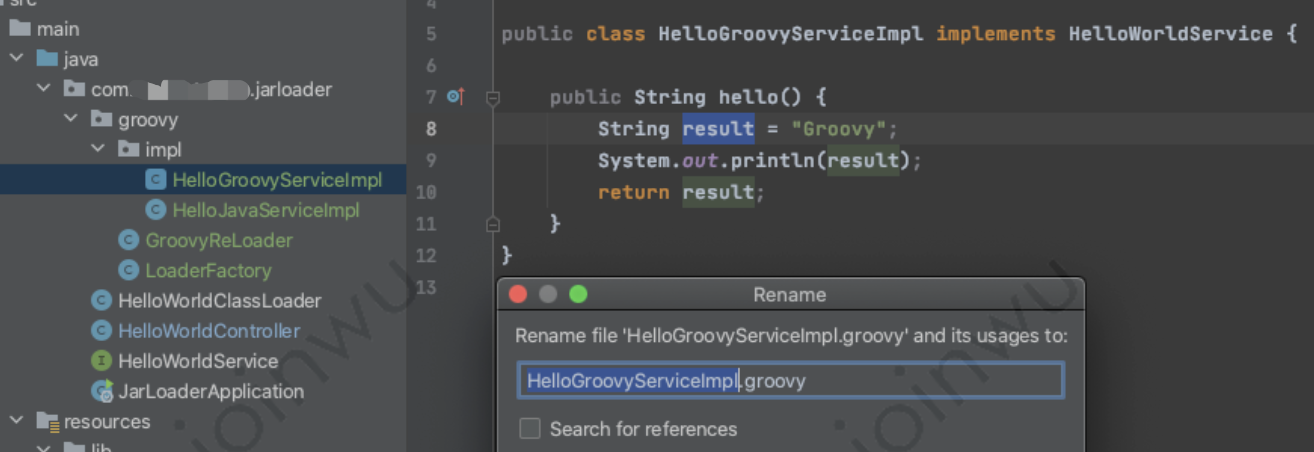 src
main
java
com. .jarloader
groovy
impl
HelloGroovyServiceImpl
HelloJavaServiceImpl
GroovyReLoader
LoaderFactory
HelloWorldClassLoader
HelloWorldController
HelloWorldService
JarLoaderApplication
resources
lib
4
5 public class HelloGroovyServiceImpl implements HelloWorldService {
6
7 public String hello() {
8 String result = "Groovy";
9 System.out.println(result);
10 return result;
11 }
12 }
13
Rename
Rename file 'HelloGroovyServiceImpl.groovy' and its usages to:
HelloGroovyServiceImpl.groovy
Search for references
joinwu
joinwu